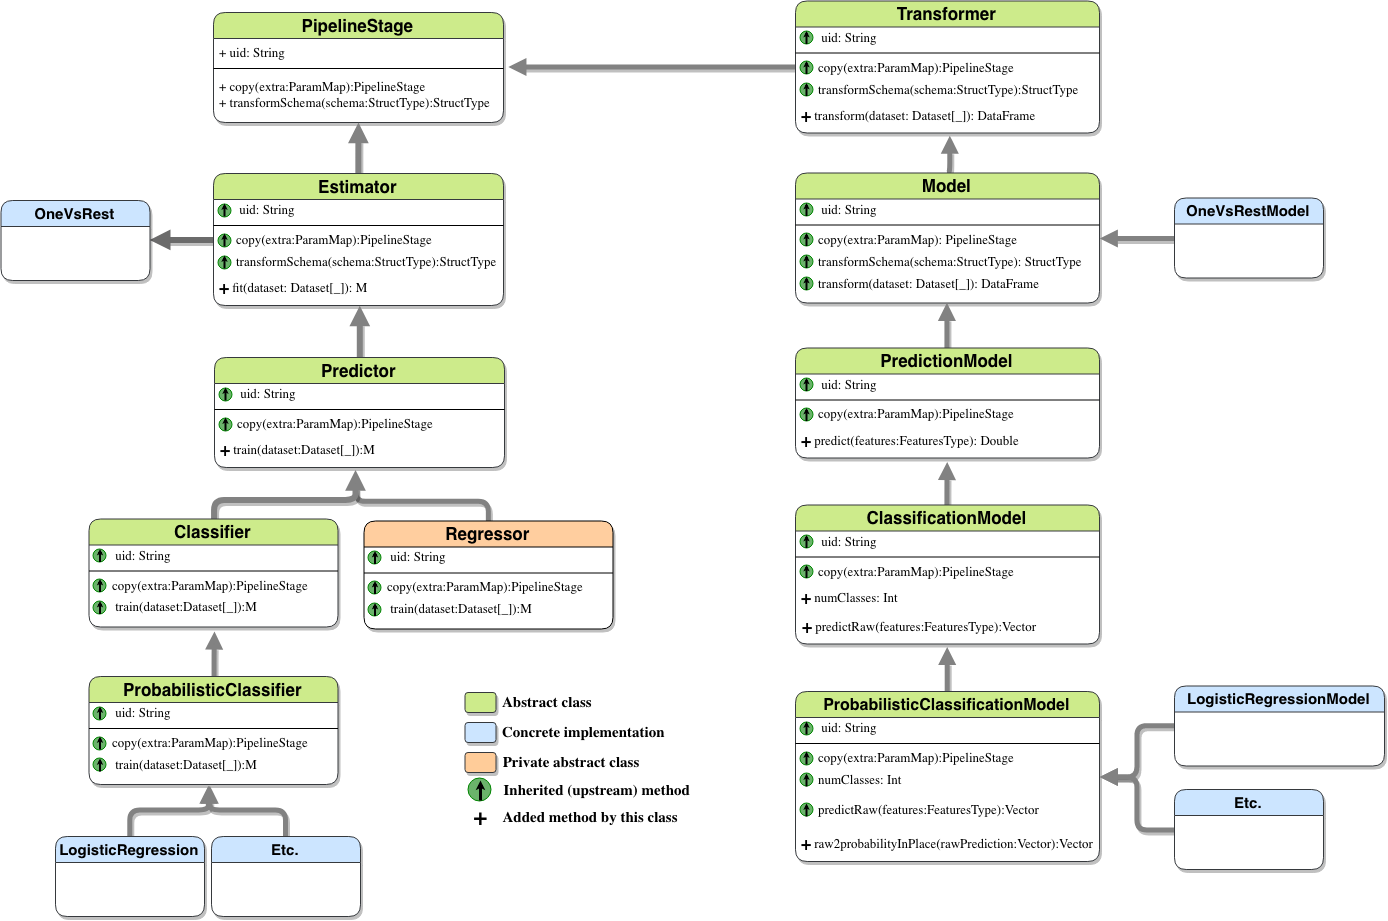 PipelineStage
+ uid: String
+ copy(extra:ParamMap):PipelineStage
+ transformSchema(schema:StructType):StructType
Transformer
uid: String
copy(extra:ParamMap):PipelineStage
transformSchema(schema:StructType):StructType
+ transform(dataset: Dataset[_]): DataFrame
Estimator
uid: String
copy(extra:ParamMap):PipelineStage
transformSchema(schema:StructType):StructType
+ fit(dataset: Dataset[_]): M
OneVsRest
Model
uid: String
copy(extra:ParamMap): PipelineStage
transformSchema(schema:StructType): StructType
transform(dataset: Dataset[_]): DataFrame
OneVsRestModel
Predictor
uid: String
copy(extra:ParamMap):PipelineStage
+ train(dataset:Dataset[_]):M
PredictionModel
uid: String
copy(extra:ParamMap):PipelineStage
+ predict(features:FeaturesType): Double
Classifier
uid: String
copy(extra:ParamMap):PipelineStage
train(dataset:Dataset[_]):M
Regressor
uid: String
copy(extra:ParamMap):PipelineStage
train(dataset:Dataset[_]):M
ClassificationModel
uid: String
copy(extra:ParamMap):PipelineStage
+ numClasses: Int
+ predictRaw(features:FeaturesType):Vector
ProbabilisticClassifier
uid: String
copy(extra:ParamMap):PipelineStage
train(dataset:Dataset[_]):M
Abstract class
Concrete implementation
Private abstract class
Inherited (upstream) method
+ Added method by this class
ProbabilisticClassificationModel
uid: String
copy(extra:ParamMap):PipelineStage
numClasses: Int
predictRaw(features:FeaturesType):Vector
+ raw2probabilityInPlace(rawPrediction:Vector):Vector
LogisticRegressionModel
Etc.
LogisticRegression
Etc.